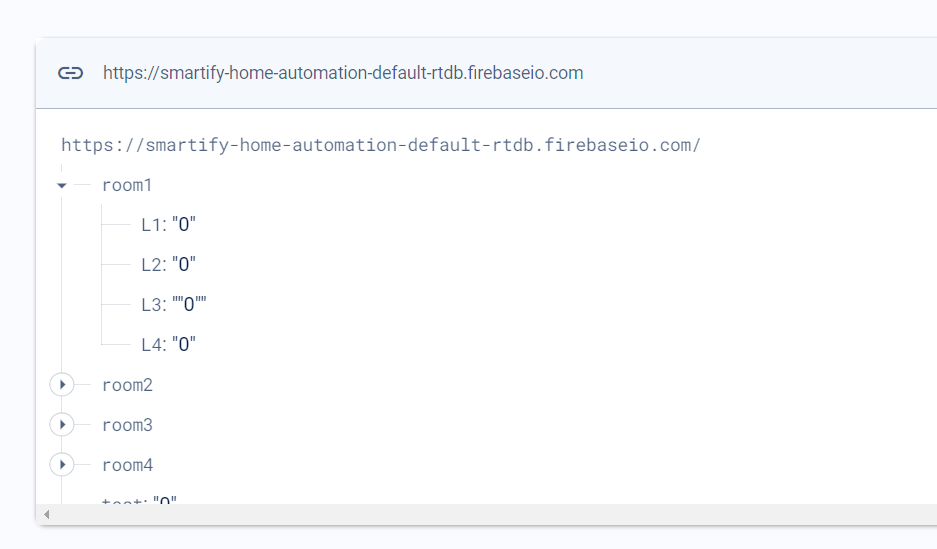 https://smartify-home-automation-default-rtdb.firebaseio.com
https://smartify-home-automation-default-rtdb.firebaseio.com/
room1
L1: "0"
L2: "0"
L3: ""0""
L4: "0"
room2
room3
room4
test: "0"